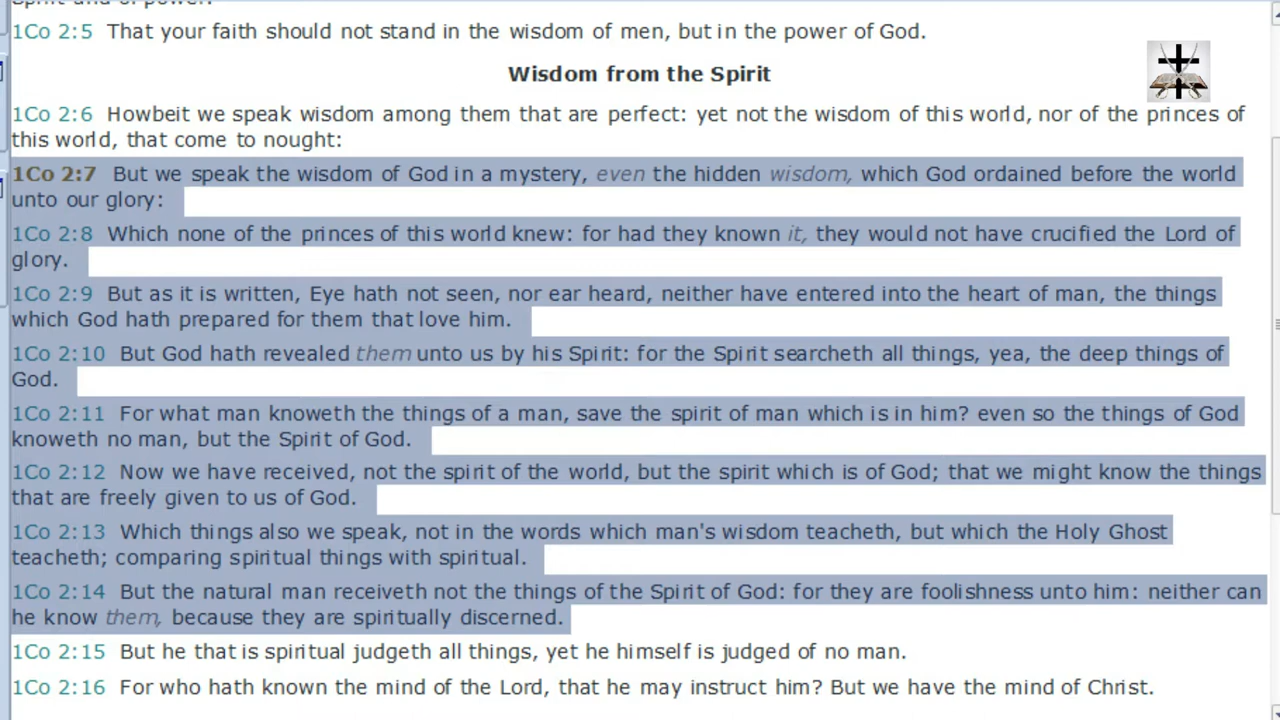 Spirit and of power.
1Co 2:5 That your faith should not stand in the wisdom of men, but in the power of God.
Wisdom from the Spirit
1Co 2:6 Howbeit we speak wisdom among them that are perfect: yet not the wisdom of this world, nor of the princes of
this world, that come to nought:
1Co 2:7 But we speak the wisdom of God in a mystery, even the hidden wisdom, which God ordained before the world
unto our glory:
1Co 2:8 Which none of the princes of this world knew: for had they known it, they would not have crucified the Lord of
glory.
1Co 2:9 But as it is written, Eye hath not seen, nor ear heard, neither have entered into the heart of man, the things
which God hath prepared for them that love him.
1Co 2:10 But God hath revealed them unto us by his Spirit: for the Spirit searcheth all things, yea, the deep things of
God.
1Co 2:11 For what man knoweth the things of a man, save the spirit of man which is in him? even so the things of God
knoweth no man, but the Spirit of God.
1Co 2:12 Now we have received, not the spirit of the world, but the spirit which is of God; that we might know the things
that are freely given to us of God.
1Co 2:13 Which things also we speak, not in the words which man's wisdom teacheth, but which the Holy Ghost
teacheth; comparing spiritual things with spiritual.
1Co 2:14 But the natural man receiveth not the things of the Spirit of God: for they are foolishness unto him: neither can
he know them, because they are spiritually discerned.
1Co 2:15 But he that is spiritual judgeth all things, yet he himself is judged of no man.
1Co 2:16 For who hath known the mind of the Lord, that he may instruct him? But we have the mind of Christ.